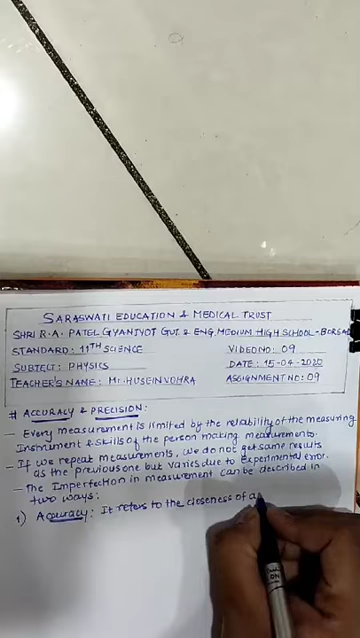 SARASWATI EDUCATION & MEDICAL TRUST
SHRI R.A. PATEL GYANJYOT GUJ. & ENG. MEDIUM HIGH SCHOOL - BORSAD
STANDARD: 11TH SCIENCE VIDEO NO: 09
SUBJECT: PHYSICS DATE: 15-04-2020
TEACHER'S NAME: Mr. HUSEIN VOHRA ASSIGNMENT NO: 09
# ACCURACY & PRECISION:
- Every measurement is limited by the reliability of the measuring
Instrument & skills of the person making measurements.
- If we repeat measurements, we do not get same results
as the previous one but varies due to experimental error.
- The Imperfection in measurement can be described in
two ways:
1) Accuracy: It refers to the closeness of a